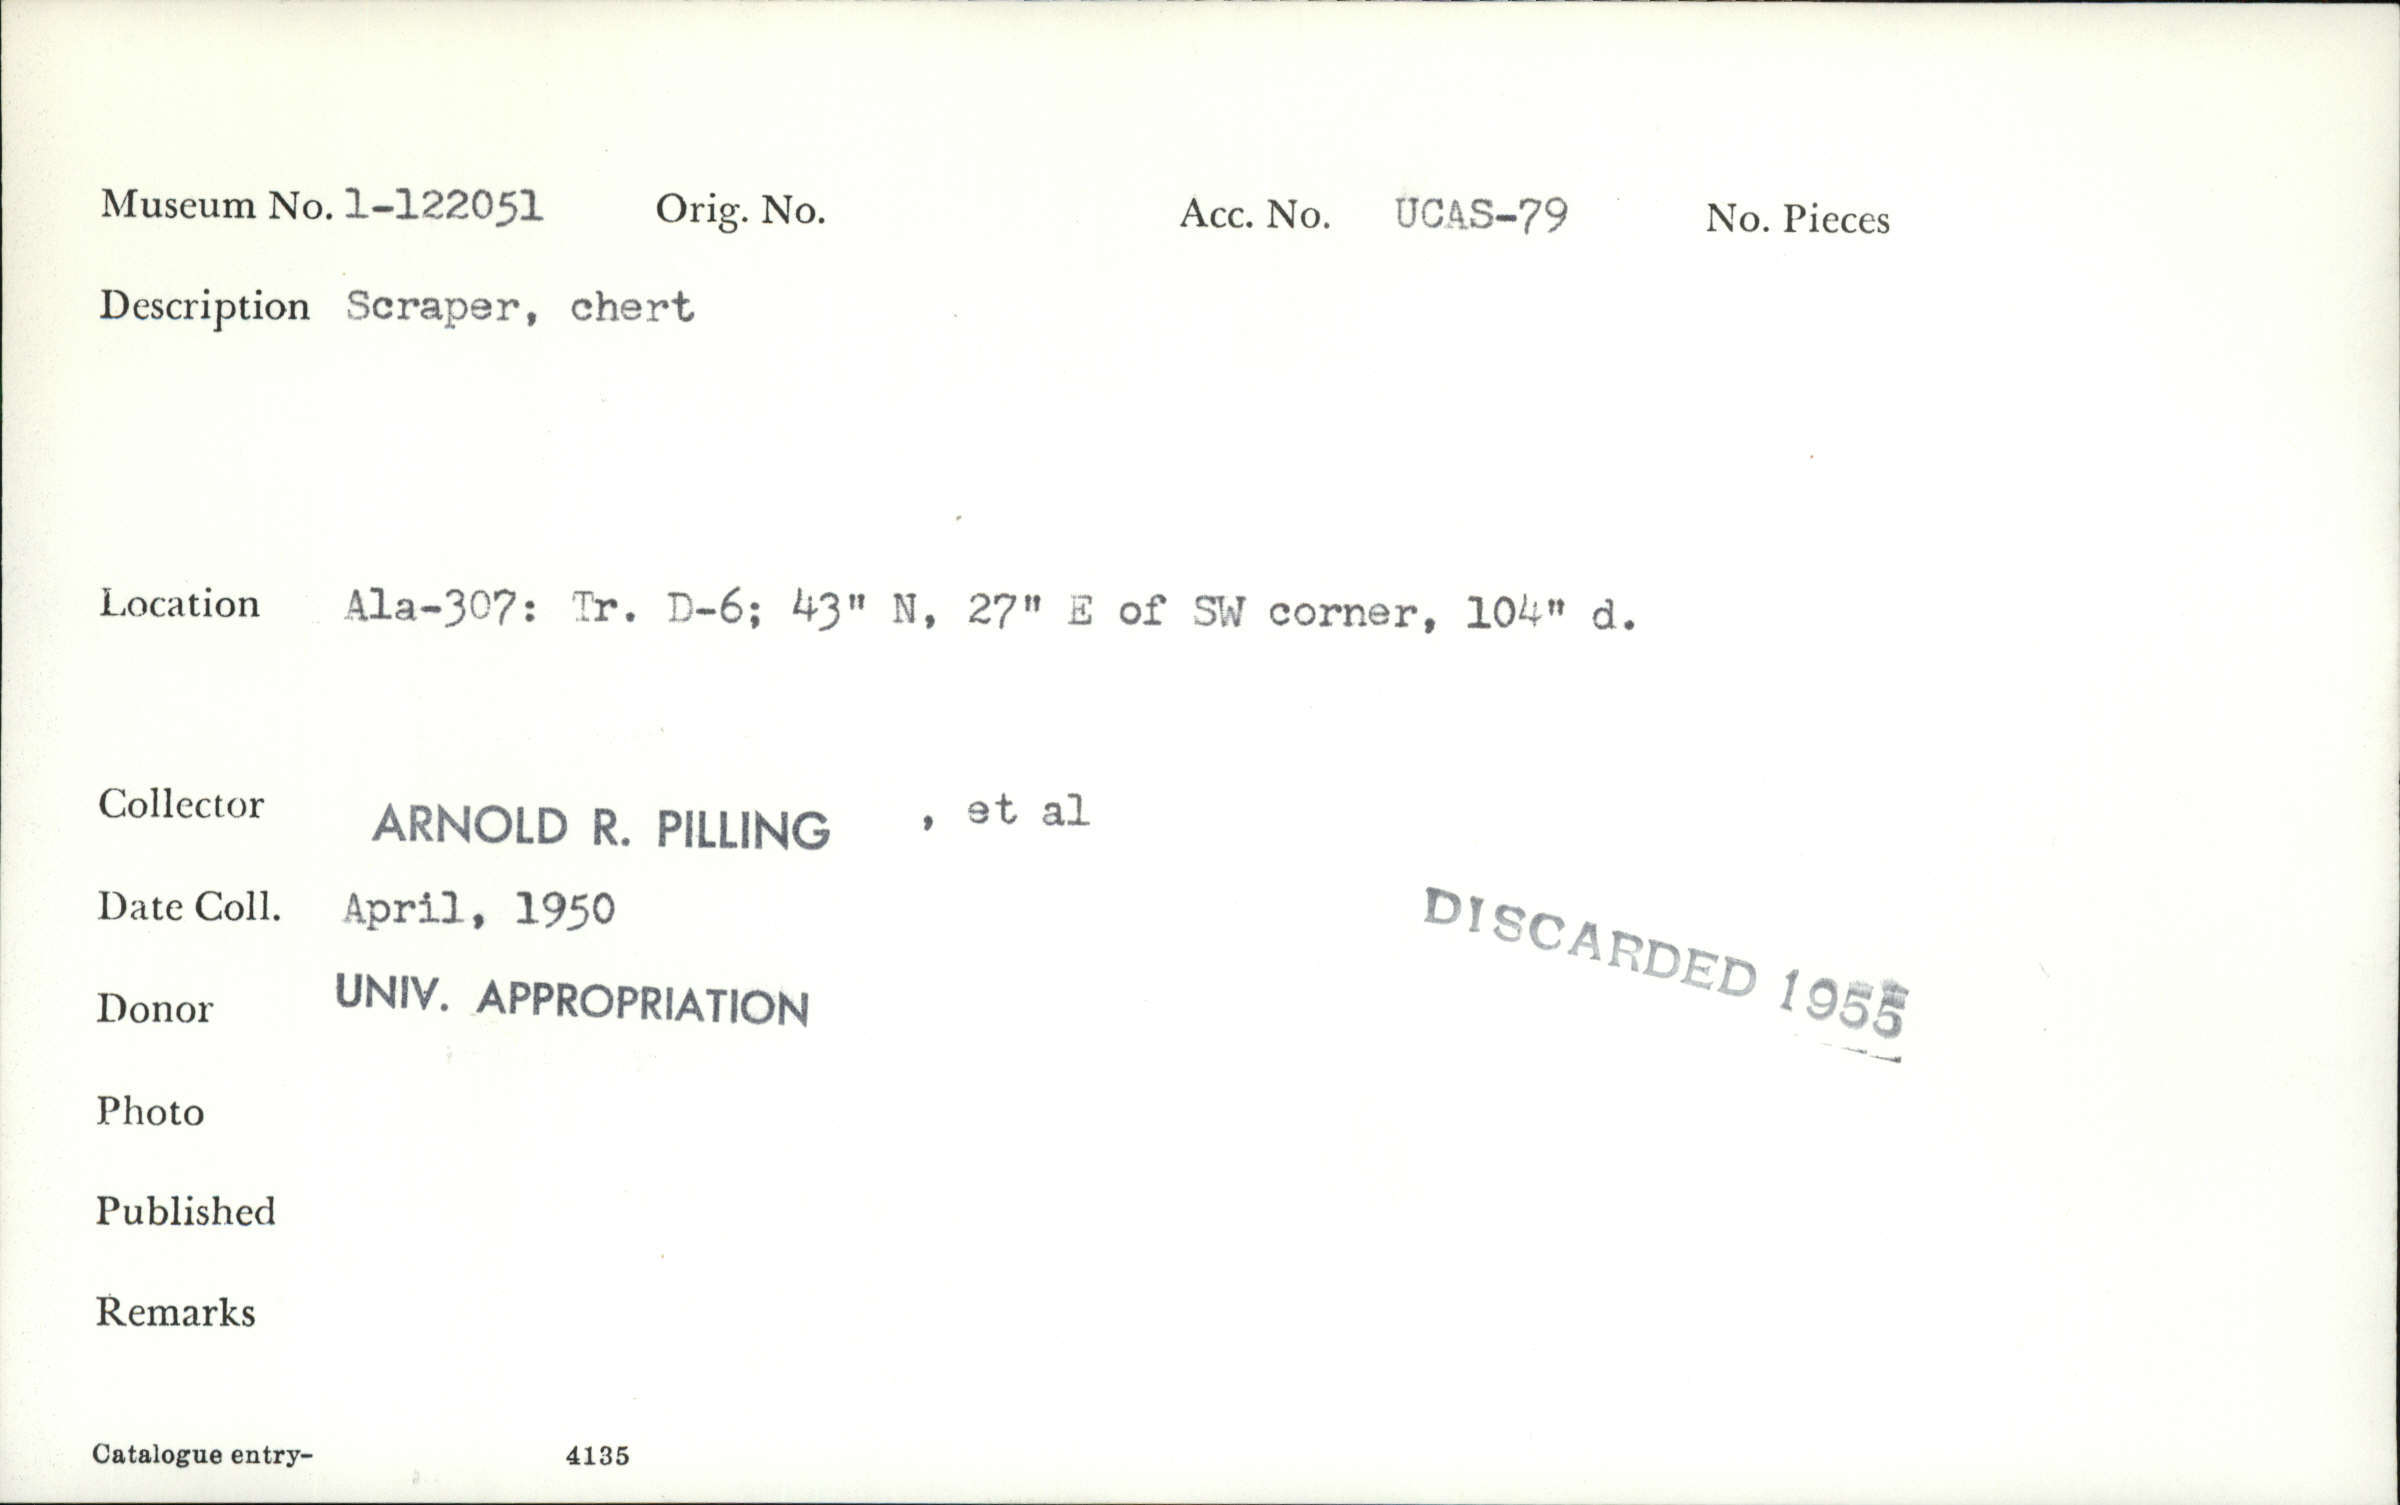 Museum No. 1-122051 Orig. No. Acc. No. UCAS-79 No. Pieces
Description Scraper, chert
Location Ala-307: Tr. D-6; 43" N, 27" E of SW corner, 104" d.
Collector ARNOLD R. PILLING , et al
Date Coll. April, 1950
DISCARDED 1955
Donor UNIV. APPROPRIATION
Photo
Published
Remarks
Catalogue entry- 4135